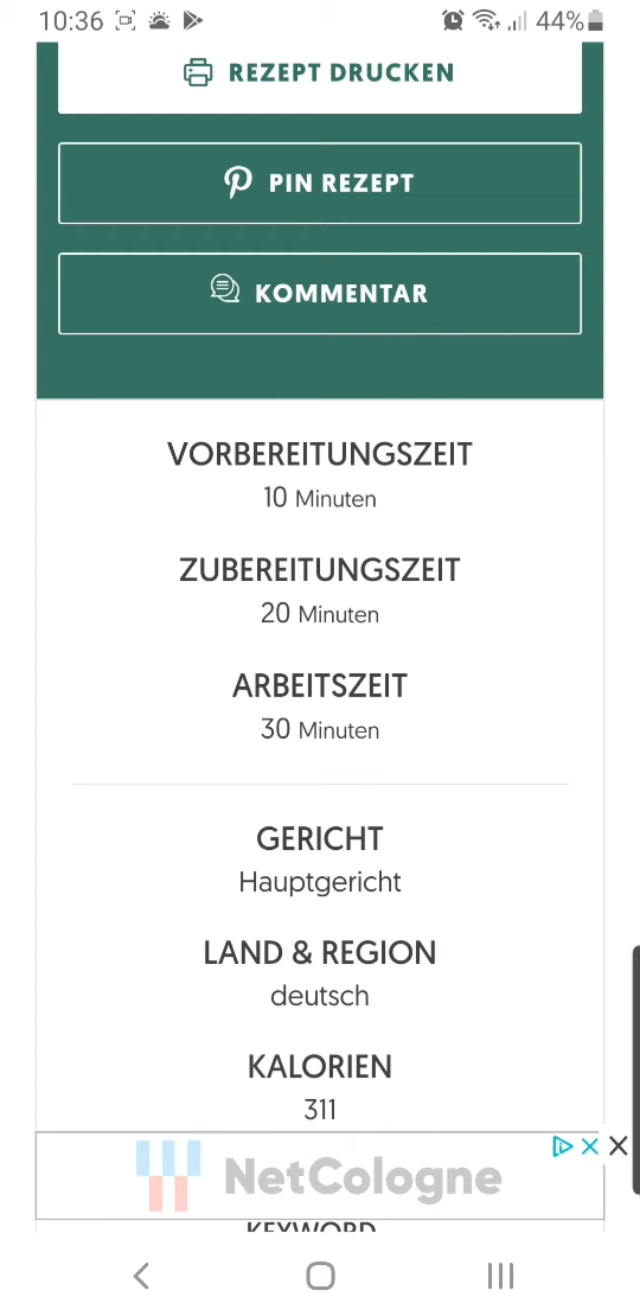 10:36 44%
REZEPT DRUCKEN
PIN REZEPT
KOMMENTAR
VORBEREITUNGSZEIT
10 Minuten
ZUBEREITUNGSZEIT
20 Minuten
ARBEITSZEIT
30 Minuten
GERICHT
Hauptgericht
LAND & REGION
deutsch
KALORIEN
311
NetCologne
KEYWORD